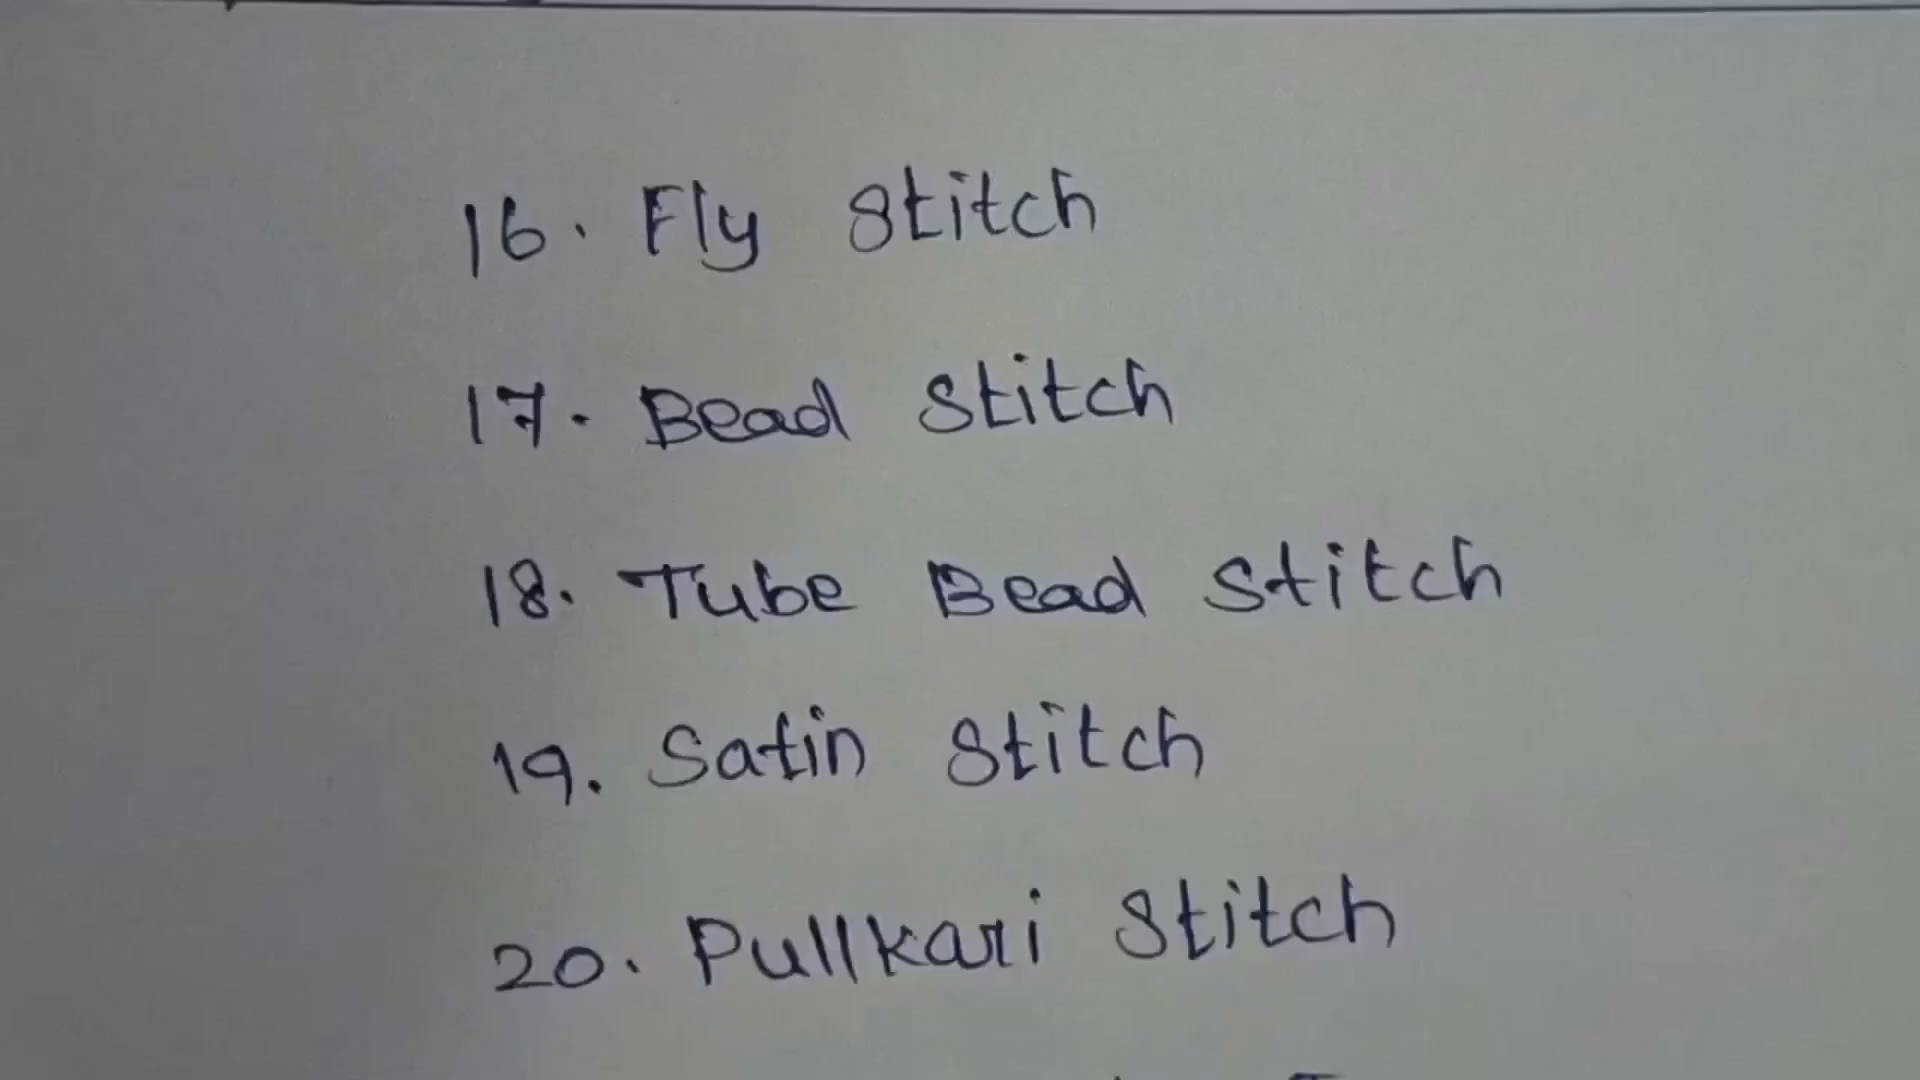 16. Fly Stitch
17. Bead Stitch
18. Tube Bead Stitch
19. Satin Stitch
20. Pullkari Stitch